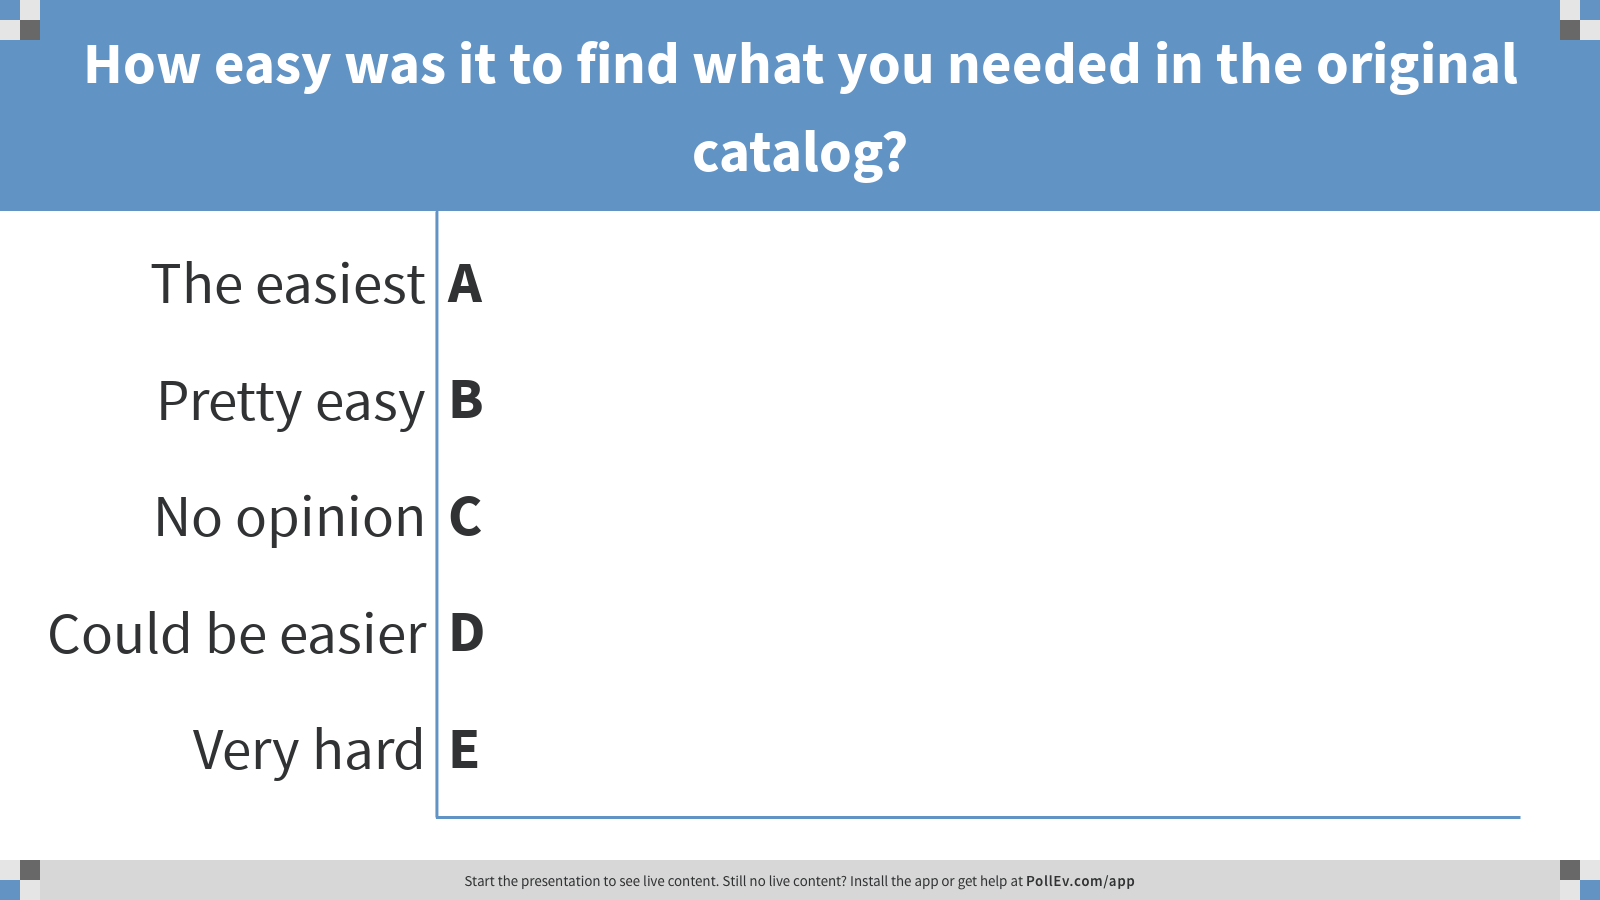 How easy was it to find what you needed in the original
catalog?
The easiest A
Pretty easy B
No opinion C
Could be easier D
Very hard E
Start the presentation to see live content. Still no live content? Install the app or get help at PollEv.com/app